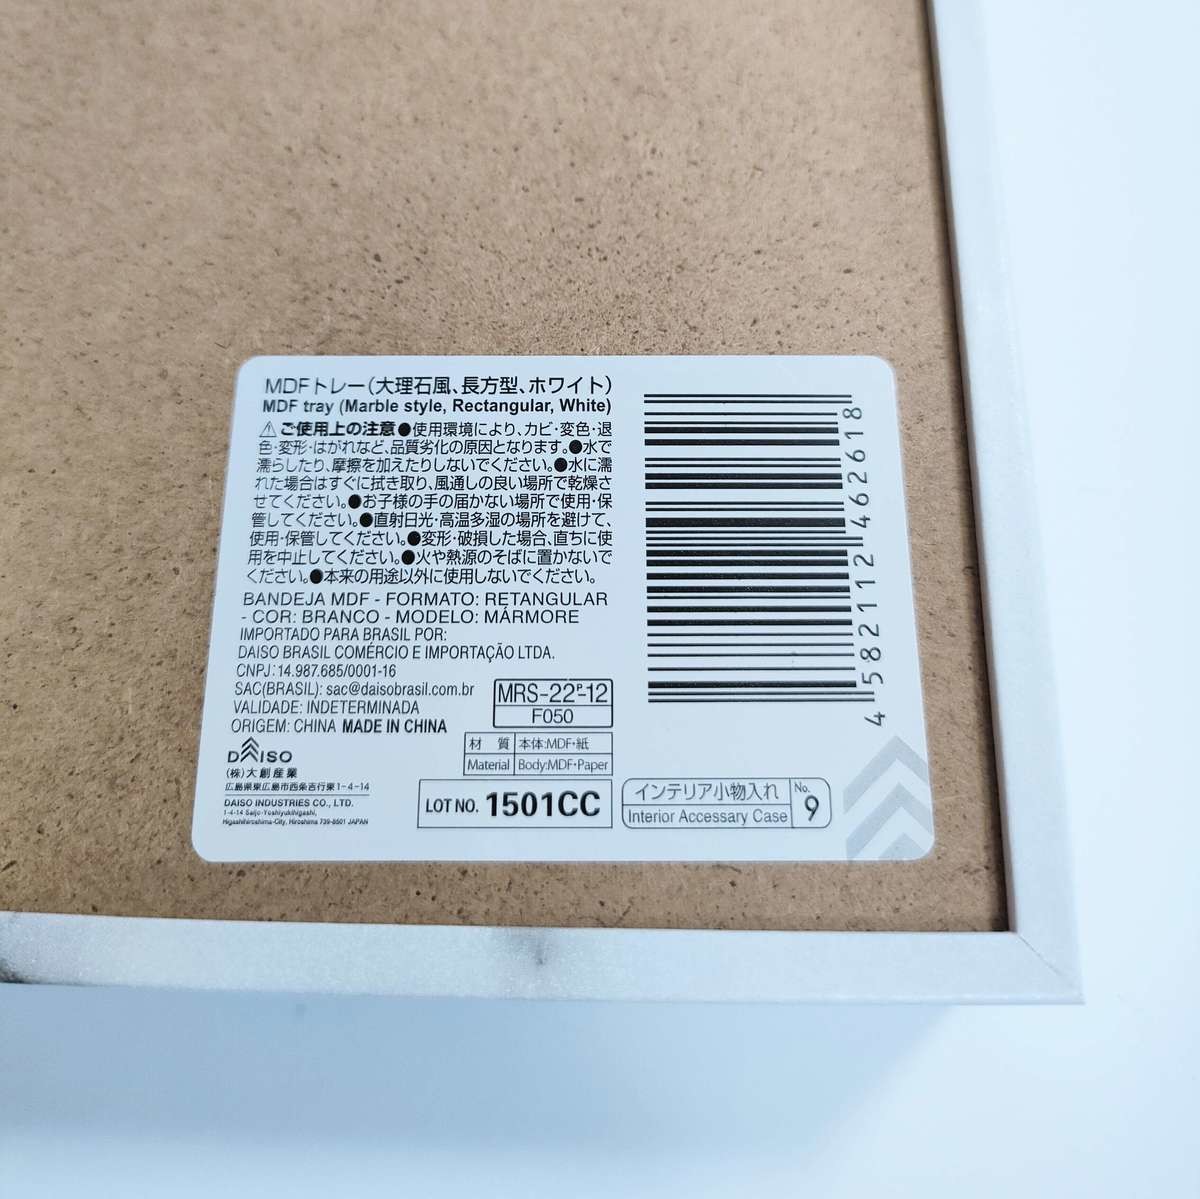 MDFトレー(大理石風、長方型、ホワイト)
MDF tray (Marble style, Rectangular, White)
⚠ご使用上の注意●使用環境により、カビ・変色・退
色・変形・はがれなど、品質劣化の原因となります。●水で
濡らしたり、摩擦を加えたりしないでください。●水に濡
れた場合はすぐに拭き取り、風通しの良い場所で乾燥さ
せてください。●お子様の手の届かない場所で使用・保
管してください。●直射日光・高温多湿の場所を避けて、
使用・保管してください。●変形・破損した場合、直ちに使
用を中止してください。●火や熱源のそばに置かないで
ください。●本来の用途以外に使用しないでください。
BANDEJA MDF - FORMATO: RETANGULAR
- COR: BRANCO - MODELO: MÁRMORE
IMPORTADO PARA BRASIL POR:
DAISO BRASIL COMÉRCIO E IMPORTAÇÃO LTDA.
CNPJ: 14.987.685/0001-16
SAC(BRASIL): sac@daisobrasil.com.br
VALIDADE: INDETERMINADA
ORIGEM: CHINA MADE IN CHINA
MRS-22ᴾ-12
F050
材質 本体:MDF・紙
Material Body:MDF・Paper
DAISO
(株)大創産業
広島県東広島市西条吉行東1-4-14
DAISO INDUSTRIES CO., LTD.
1-4-14 Saijo-Yoshiyukihigashi,
Higashihiroshima-City, Hiroshima 739-8501 JAPAN
LOT NO. 1501CC
インテリア小物入れ No.
Interior Accessary Case 9
4582112462618